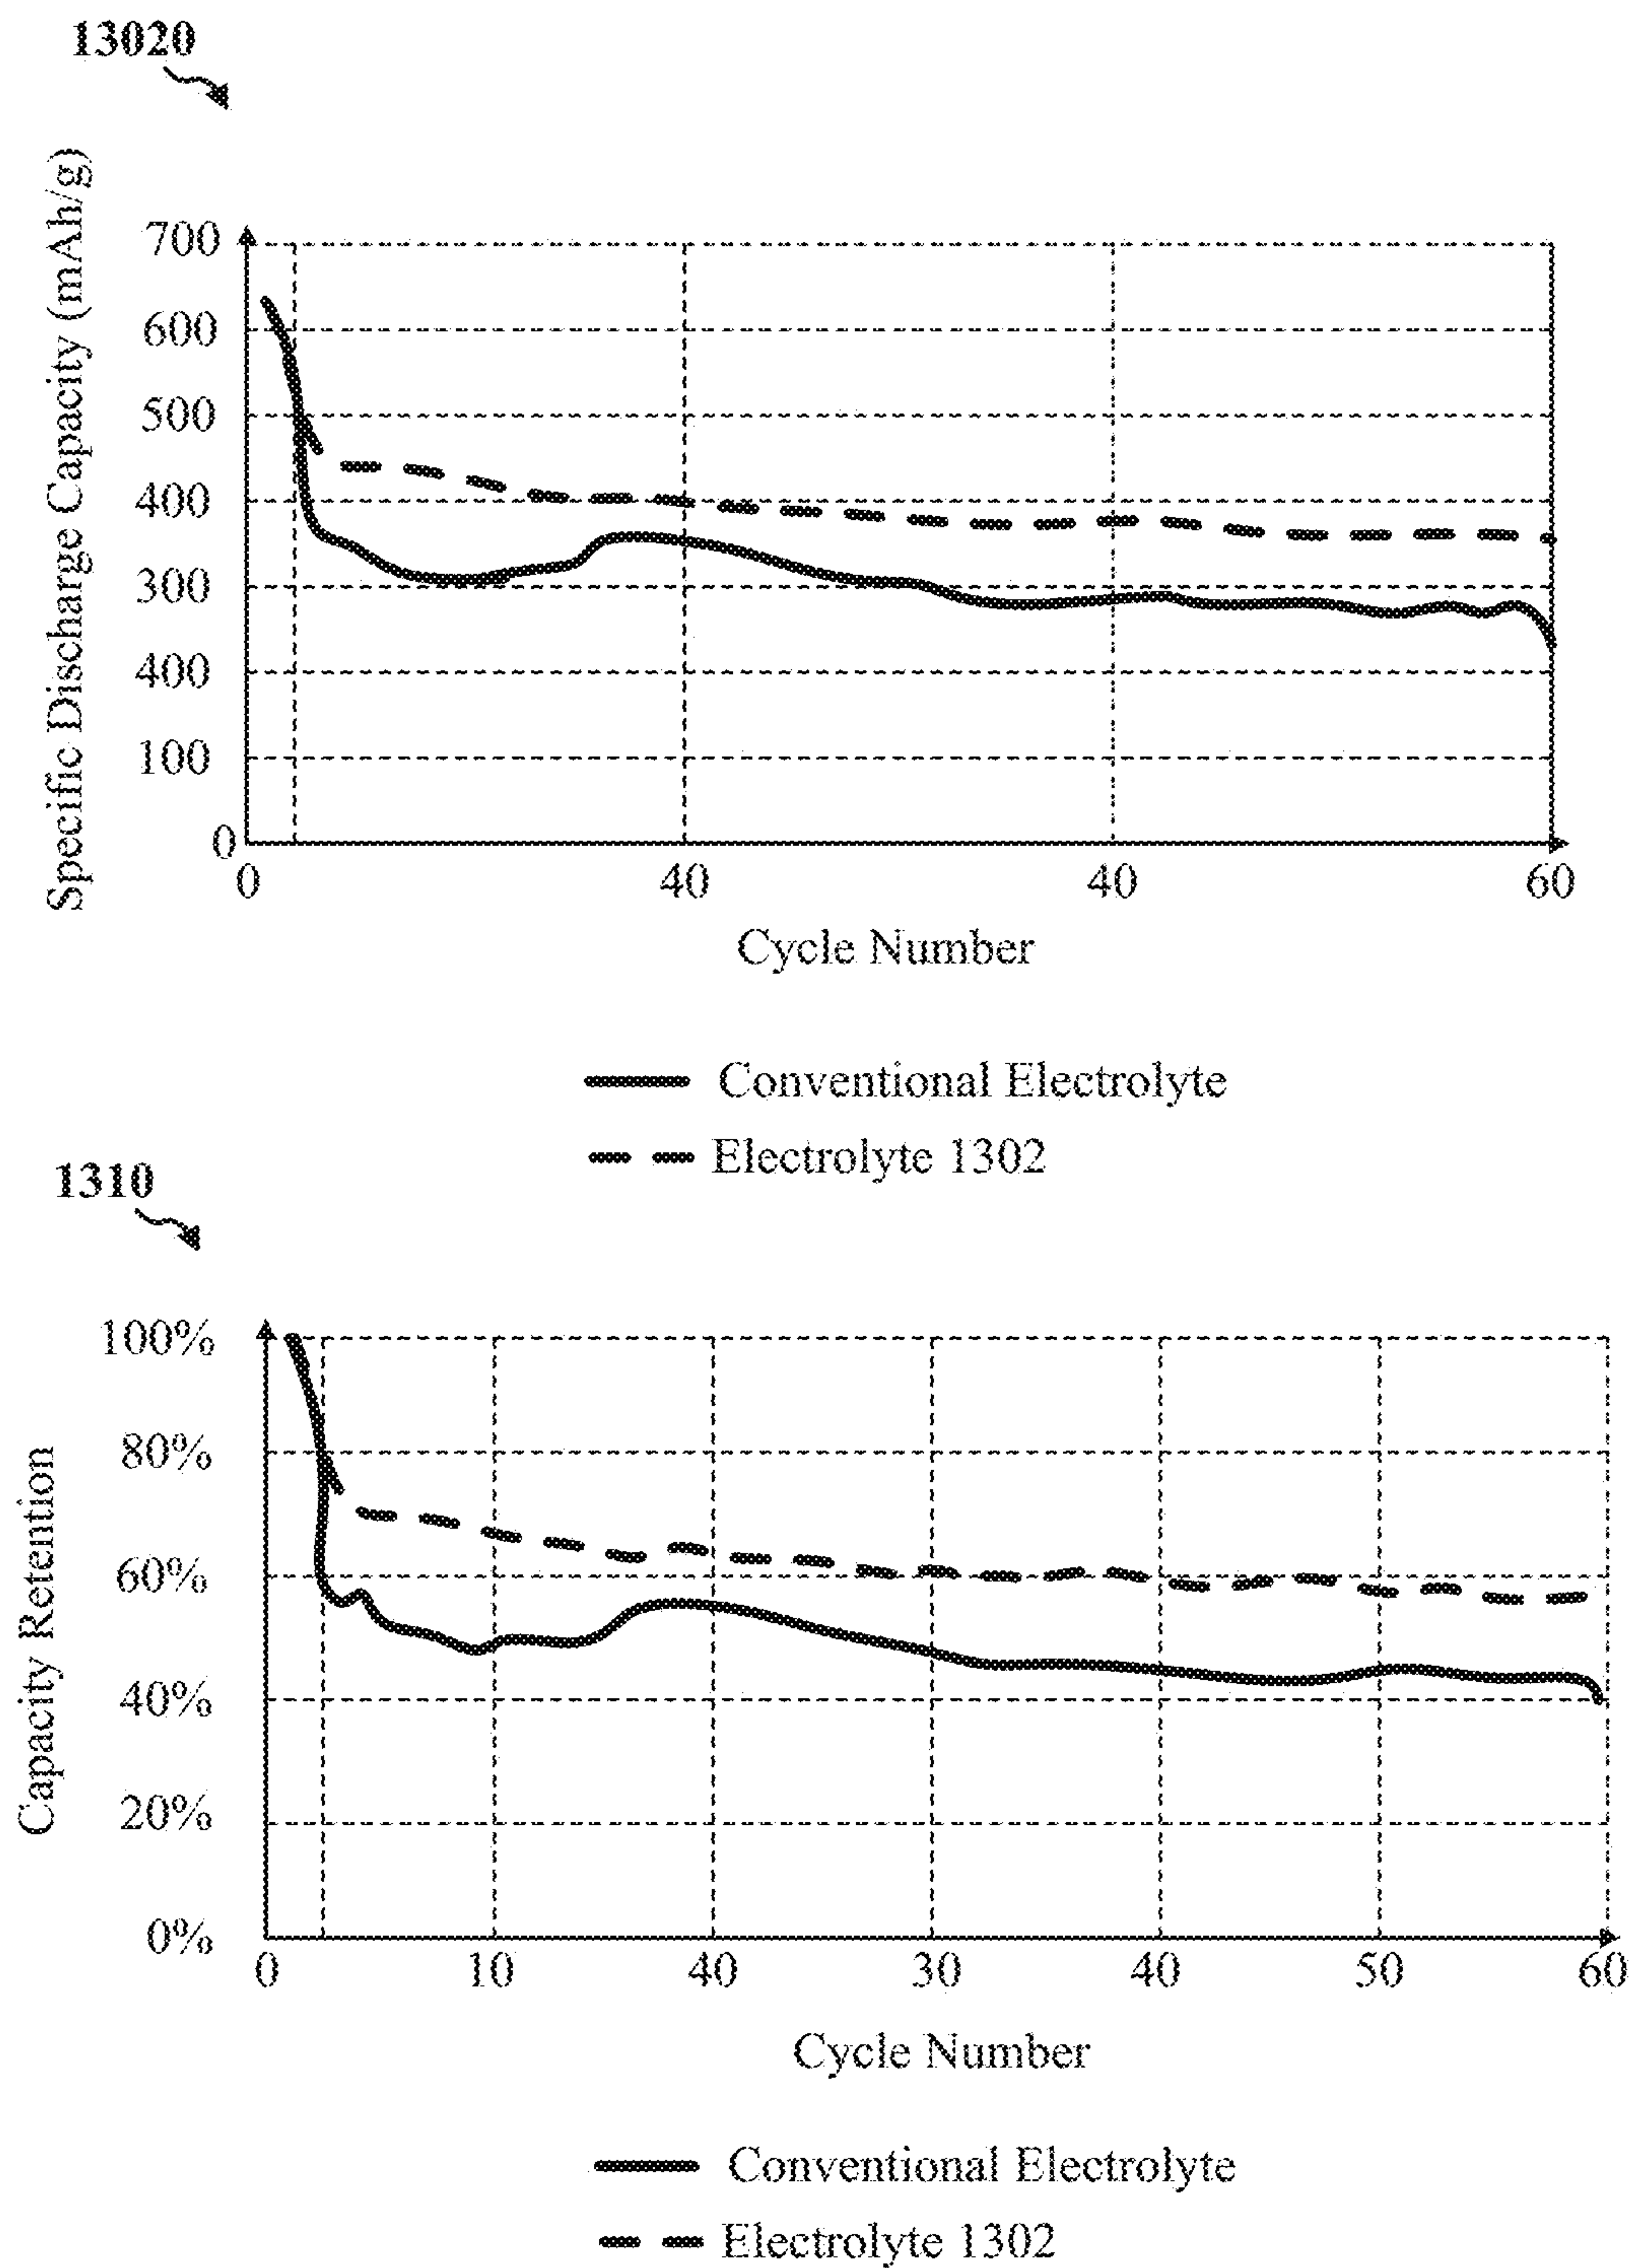 13020
Specific Discharge Capacity (mAh/g)
700
600
500
400
300
400
100
0
0 40 40 60
Cycle Number
Conventional Electrolyte
Electrolyte 1302
1310
Capacity Retention
100%
80%
60%
40%
20%
0%
0 10 40 30 40 50 60
Cycle Number
Conventional Electrolyte
Electrolyte 1302